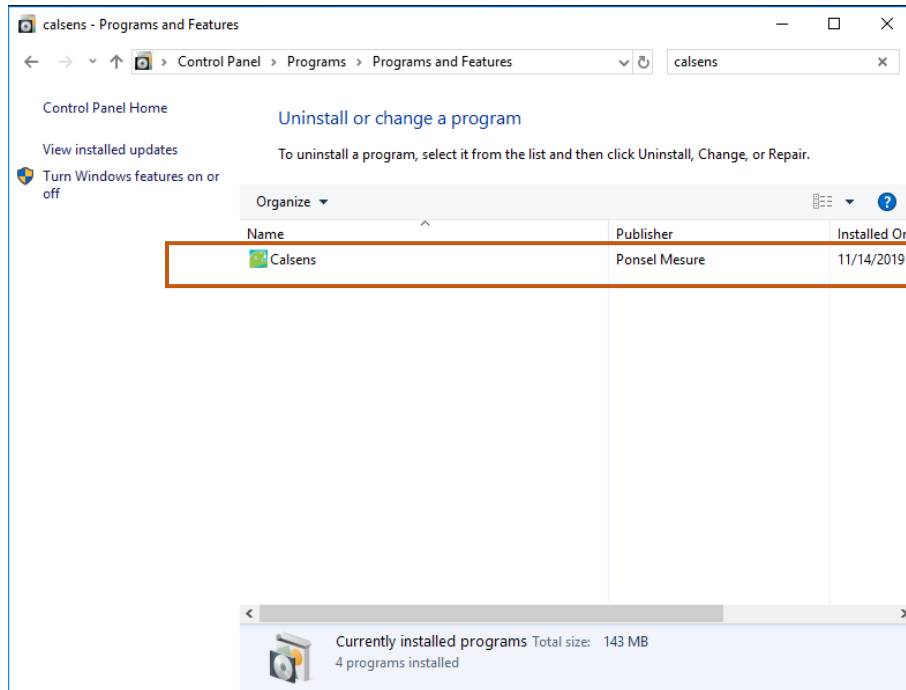 calsens - Programs and Features
Control Panel > Programs > Programs and Features
calsens
Control Panel Home
View installed updates
Turn Windows features on or
off
Uninstall or change a program
To uninstall a program, select it from the list and then click Uninstall, Change, or Repair.
Organize
Name Publisher Installed Or
Calsens Ponsel Mesure 11/14/2019
Currently installed programs Total size: 143 MB
4 programs installed